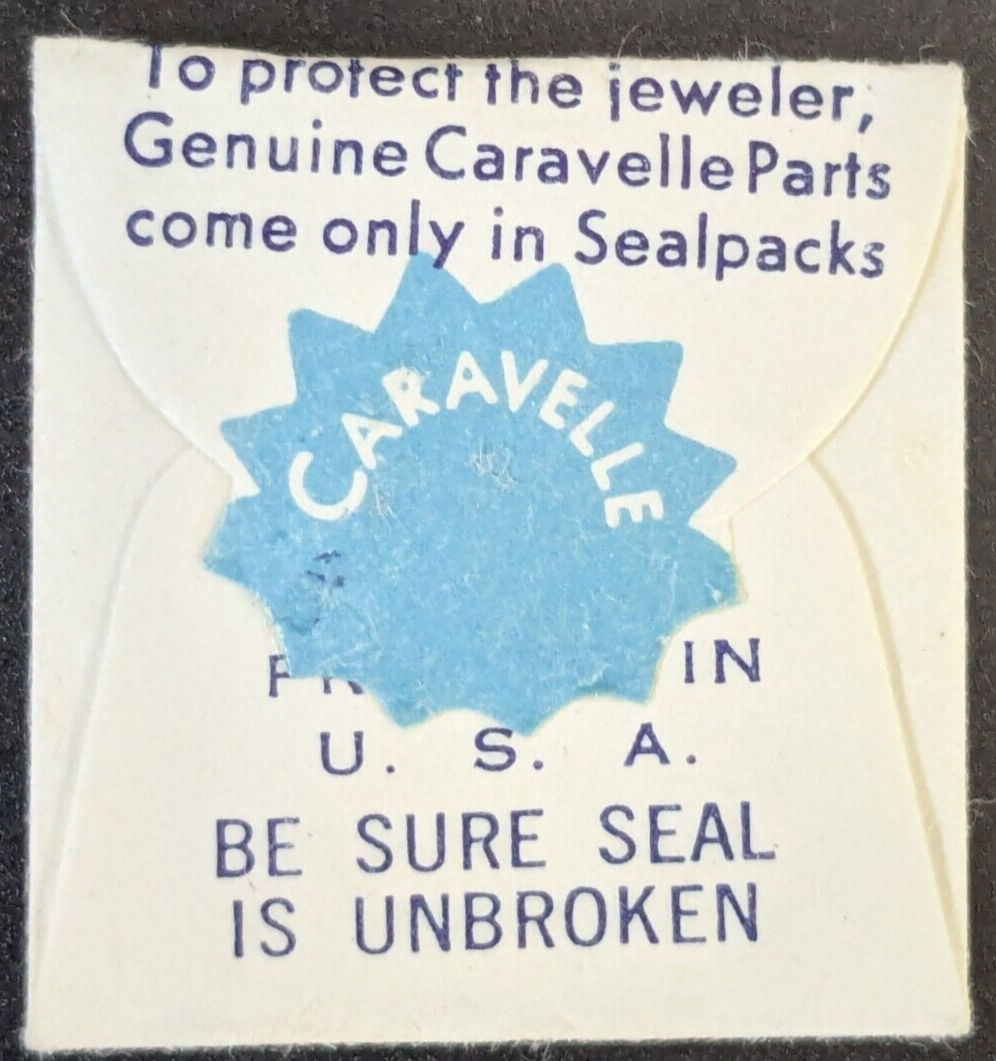 To protect the jeweler,
Genuine Caravelle Parts
come only in Sealpacks
CARAVELLE
IN
U. S. A.
BE SURE SEAL
IS UNBROKEN